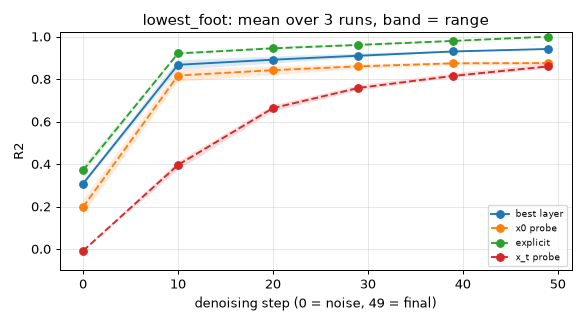 lowest_foot: mean over 3 runs, band = range
R2
1.0
0.8
0.6
0.4
0.2
0.0
best layer
x0 probe
explicit
x_t probe
0 10 20 30 40 50
denoising step (0 = noise, 49 = final)